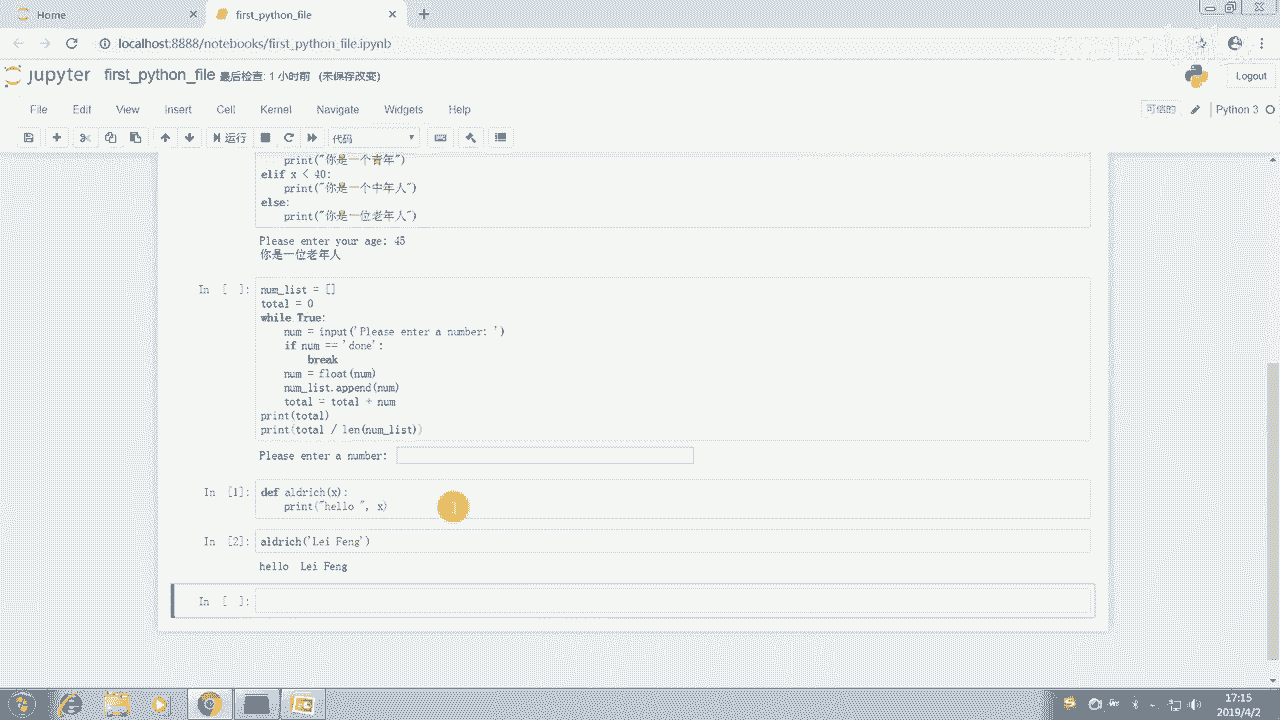 Home
first_python_file
localhost:8888/notebooks/first_python_file.ipynb
jupyter first_python_file 最后检查: 1 小时前 (未保存改变)
Logout
File Edit View Insert Cell Kernel Navigate Widgets Help
可信的 Python 3
运行 代码
print("你是一个青年")
elif x < 40:
print("你是一个中年人")
else:
print("你是一位老年人")
Please enter your age: 45
你是一位老年人
In [ ]: num_list = []
total = 0
while True:
num = input('Please enter a number: ')
if num == 'done':
break
num = float(num)
num_list.append(num)
total = total + num
print(total)
print(total / len(num_list))
Please enter a number:
In [1]: def aldrich(x):
print("hello ", x)
In [2]: aldrich('Lei Feng')
hello  Lei Feng
In [ ]:
17:15
2019/4/2